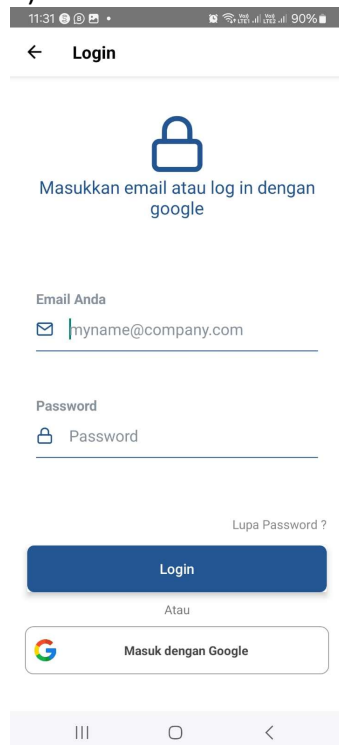 11:31 90%
Login
Masukkan email atau log in dengan
google
Email Anda
myname@company.com
Password
Password
Lupa Password ?
Login
Atau
Masuk dengan Google